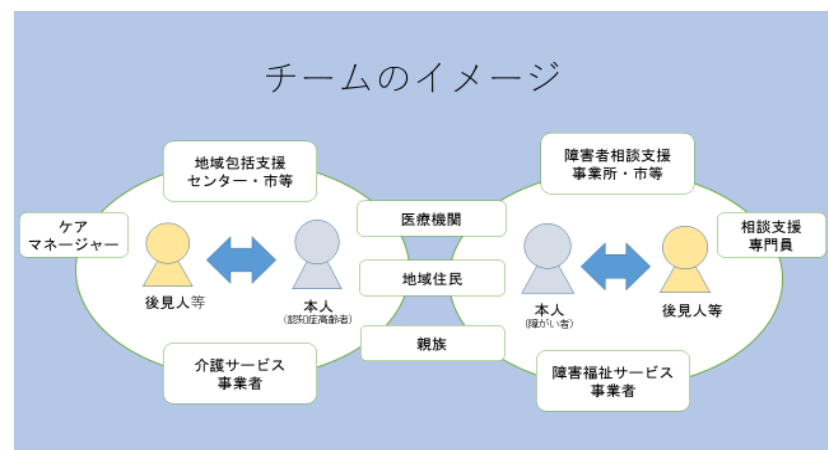 チームのイメージ
地域包括支援
センター・市等
障害者相談支援
事業所・市等
ケア
マネージャー
医療機関
相談支援
専門員
地域住民
後見人等
本人
(認知症高齢者)
本人
(障がい者)
後見人等
親族
介護サービス
事業者
障害福祉サービス
事業者